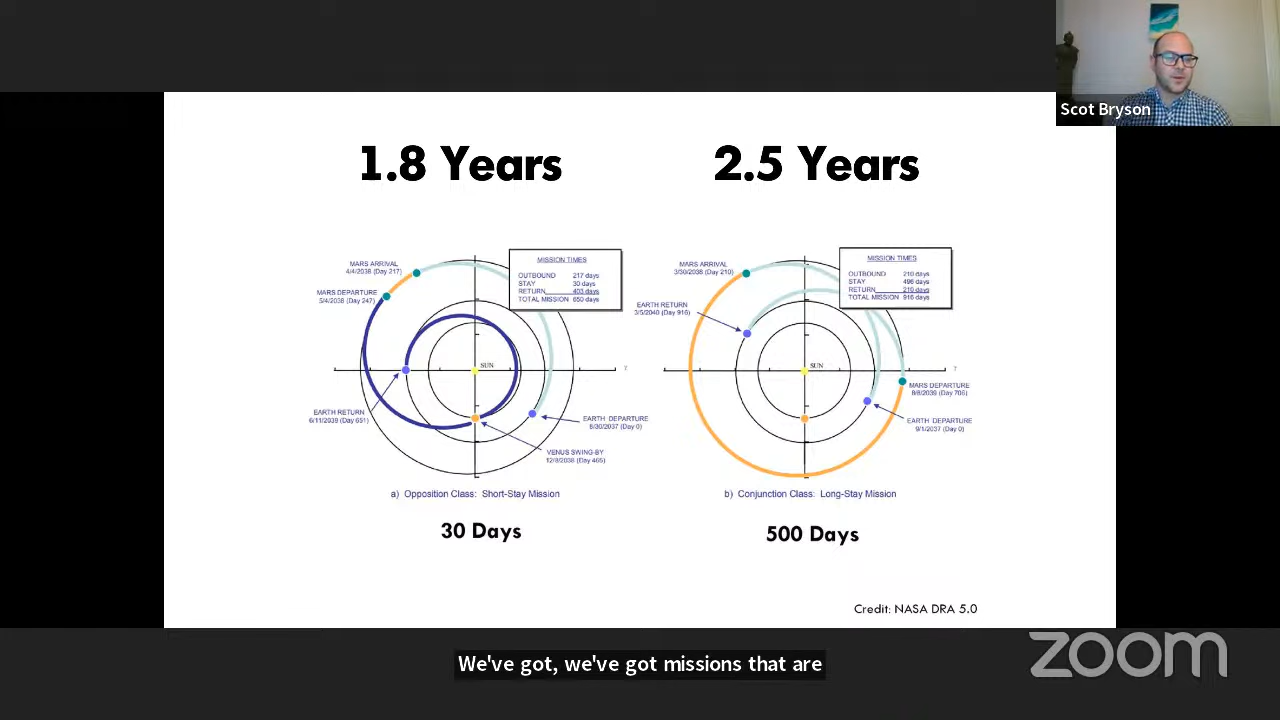 Scot Bryson
1.8 Years
2.5 Years
MARS ARRIVAL
4/4/2038 (Day 217)
MARS DEPARTURE
5/4/2038 (Day 247)
MISSION TIMES
OUTBOUND 217 days
STAY 30 days
RETURN 403 days
TOTAL MISSION 650 days
SUN
EARTH RETURN
6/11/2039 (Day 651)
EARTH DEPARTURE
8/30/2037 (Day 0)
VENUS SWING-BY
12/8/2038 (Day 465)
a) Opposition Class: Short-Stay Mission
30 Days
MARS ARRIVAL
3/30/2038 (Day 210)
MISSION TIMES
OUTBOUND 210 days
STAY 496 days
RETURN 210 days
TOTAL MISSION 916 days
EARTH RETURN
3/5/2040 (Day 916)
SUN
MARS DEPARTURE
8/8/2039 (Day 706)
EARTH DEPARTURE
9/1/2037 (Day 0)
b) Conjunction Class: Long-Stay Mission
500 Days
Credit: NASA DRA 5.0
We've got, we've got missions that are
zoom